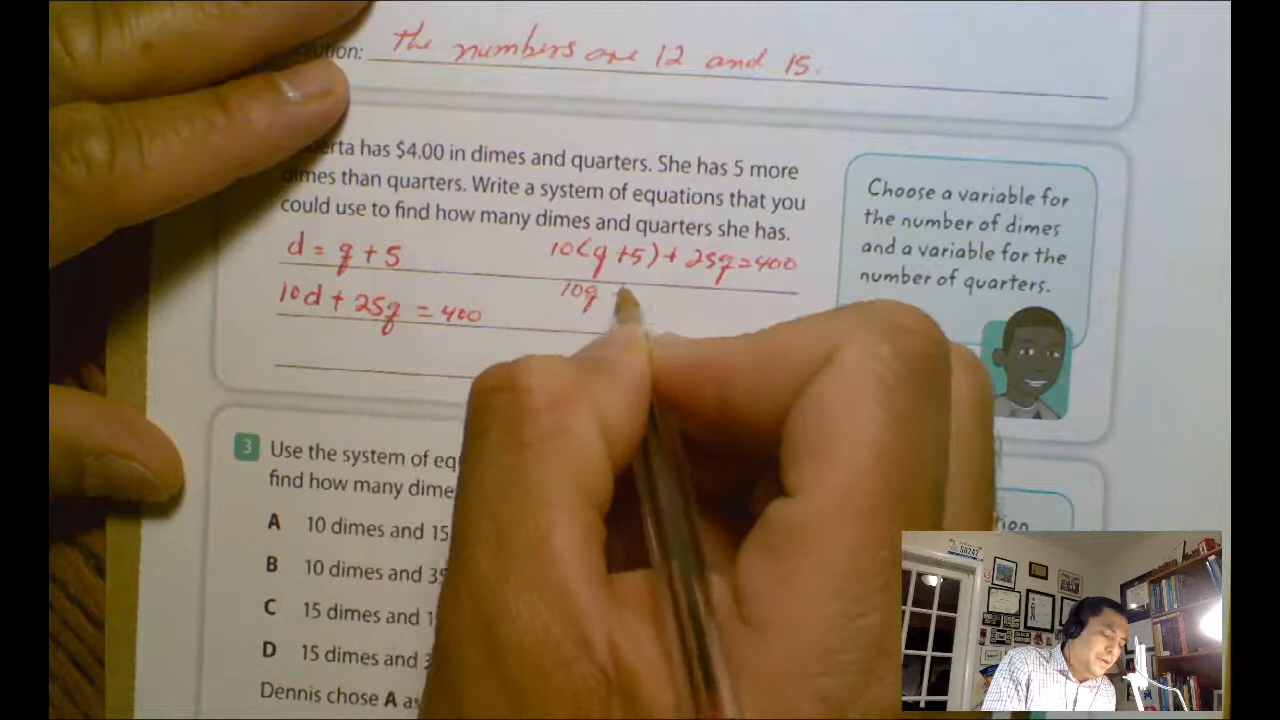 the numbers are 12 and 15.
has $4.00 in dimes and quarters. She has 5 more
dimes than quarters. Write a system of equations that you
could use to find how many dimes and quarters she has.
d = q + 5
10(q+5) + 25q = 400
10d + 25q = 400
10q
Choose a variable for
the number of dimes
and a variable for the
number of quarters.
3 Use the system of
find how many
A 10 dimes and 15
B 10 dimes and
C 15 dimes and
D 15 dimes and
Dennis chose A